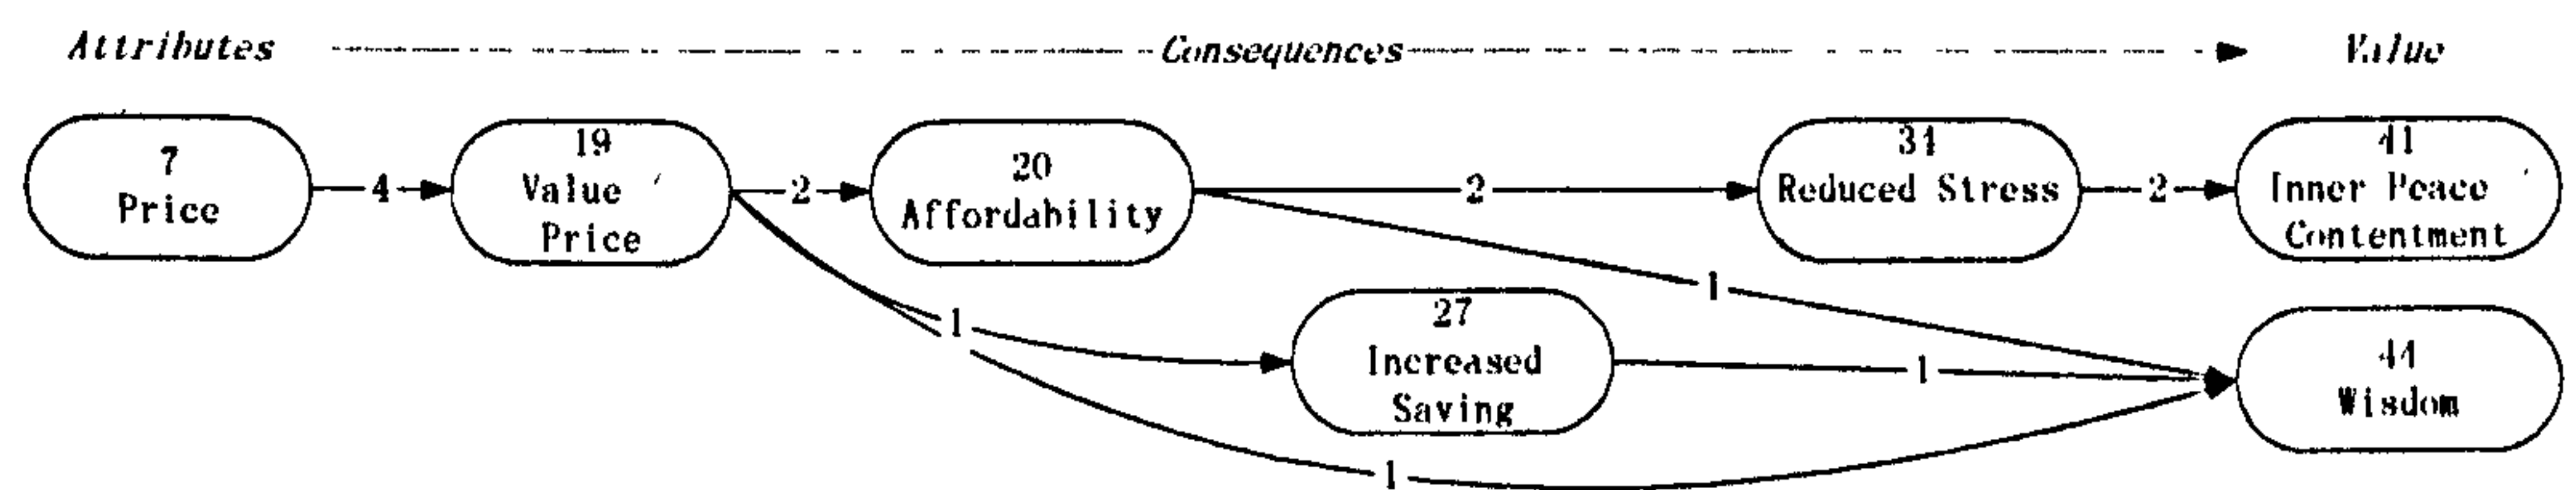 Attributes Consequences Value
7
Price
4
19
Value
Price
2
20
Affordability
2
34
Reduced Stress
2
41
Inner Peace
Contentment
1
1
27
Increased
Saving
1
44
Wisdom
1